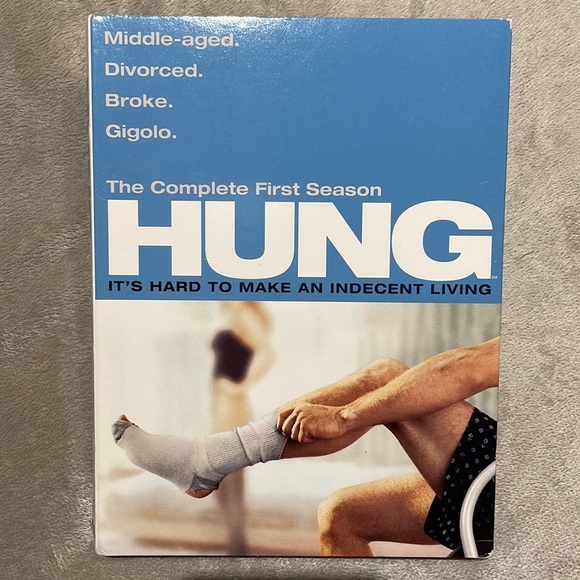 Middle-aged.
Divorced.
Broke.
Gigolo.
The Complete First Season
HUNG
IT'S HARD TO MAKE AN INDECENT LIVING